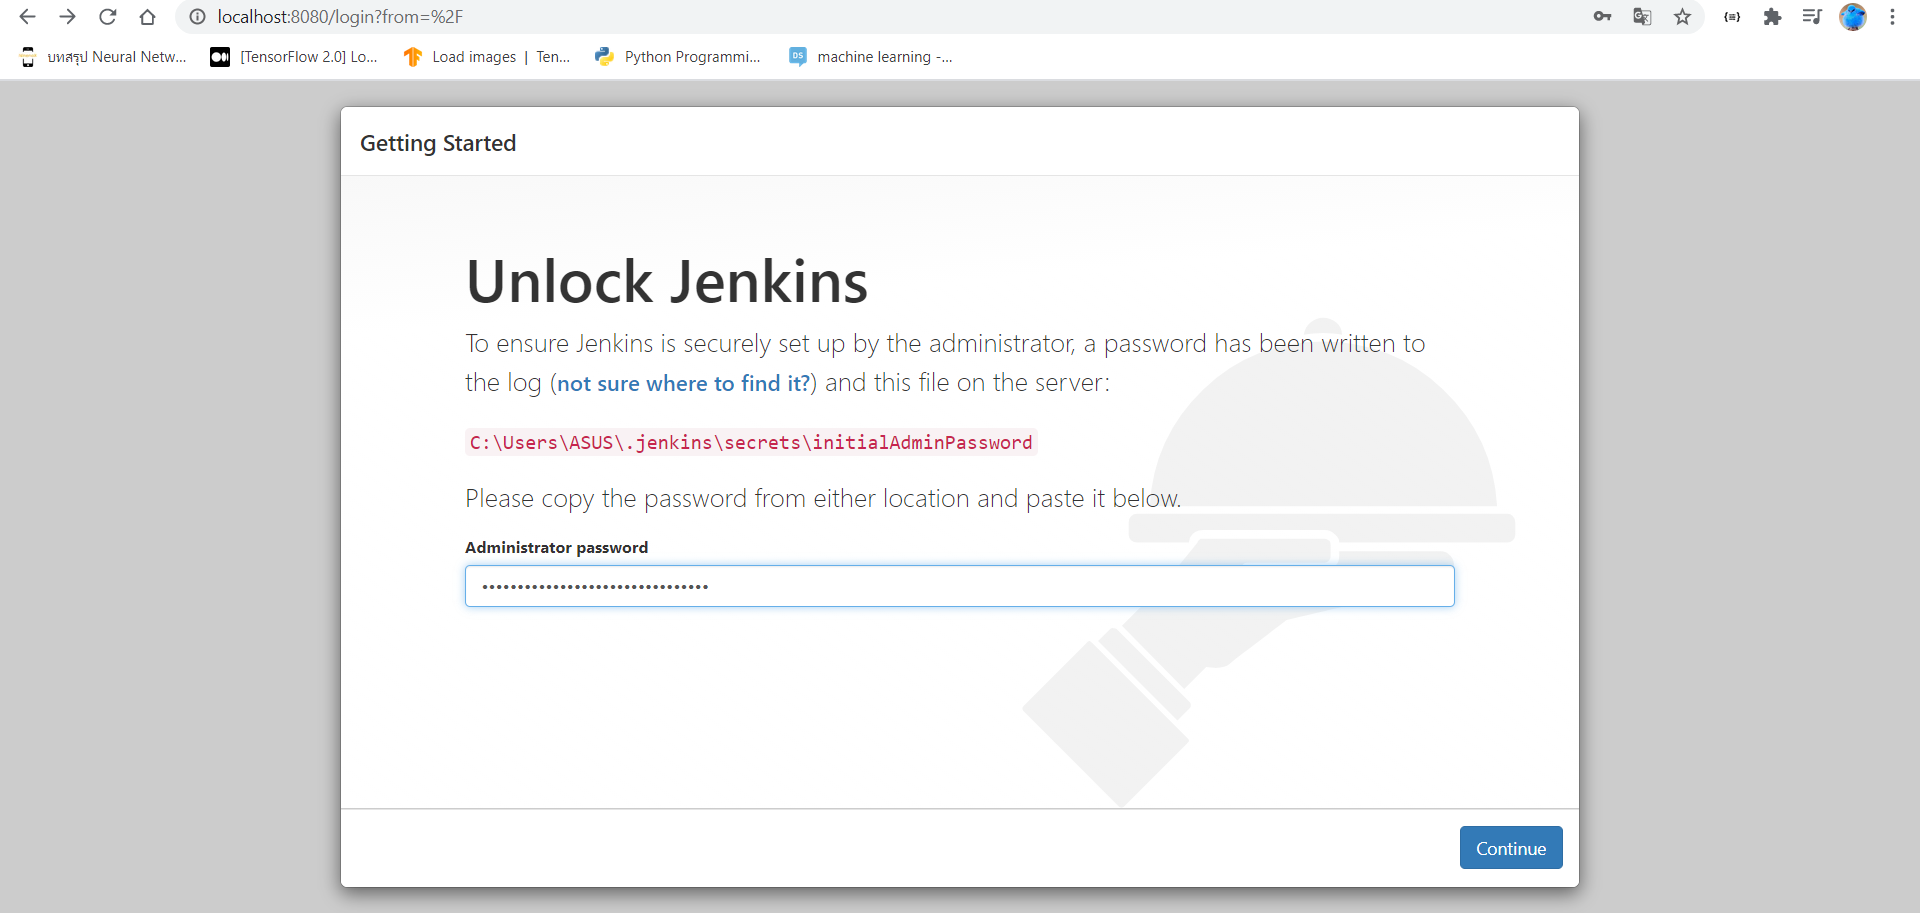 localhost:8080/login?from=%2F
บทสรุป Neural Netw... [TensorFlow 2.0] Lo... Load images | Ten... Python Programmi... DS machine learning -...
Getting Started
Unlock Jenkins
To ensure Jenkins is securely set up by the administrator, a password has been written to
the log (not sure where to find it?) and this file on the server:
C:\Users\ASUS\.jenkins\secrets\initialAdminPassword
Please copy the password from either location and paste it below.
Administrator password
••••••••••••••••••••••••••••••••
Continue